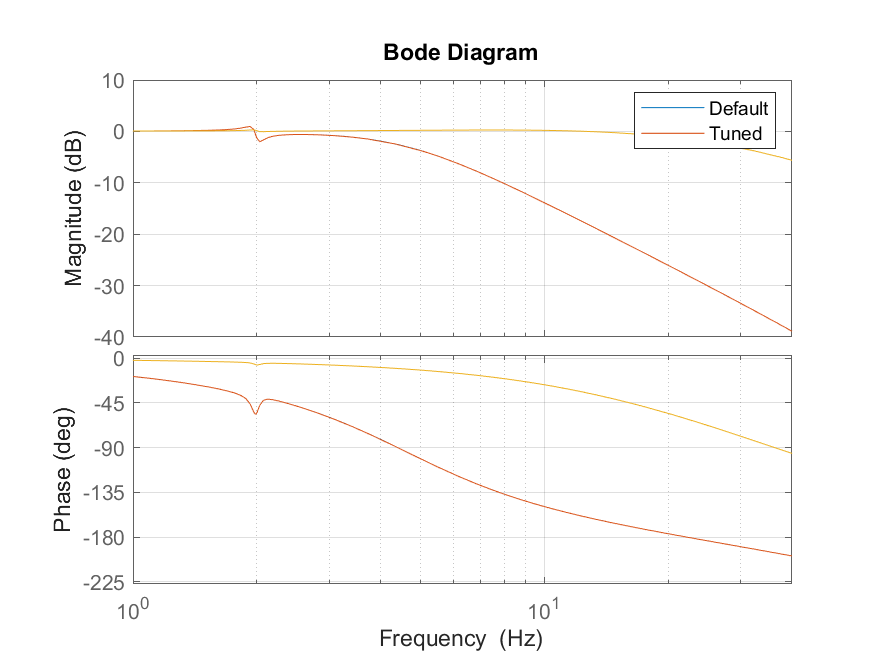 Bode Diagram
10
0
-10
-20
-30
-40
Magnitude (dB)
Default
Tuned
0
-45
-90
-135
-180
-225
Phase (deg)
10^0
10^1
Frequency (Hz)